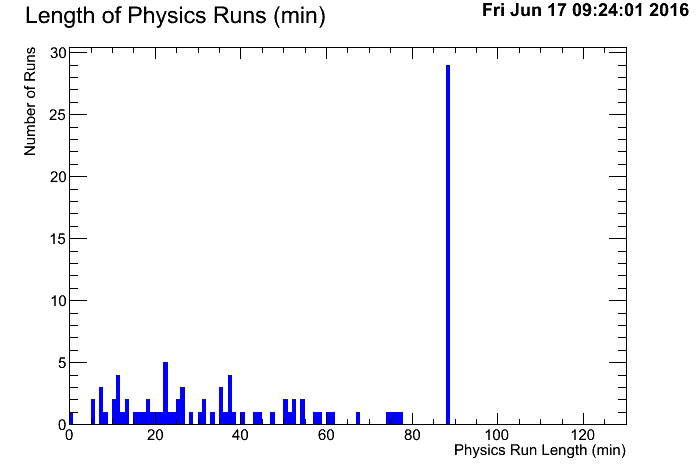 Length of Physics Runs (min)
Fri Jun 17 09:24:01 2016
Number of Runs
30
25
20
15
10
5
0
0 20 40 60 80 100 120
Physics Run Length (min)